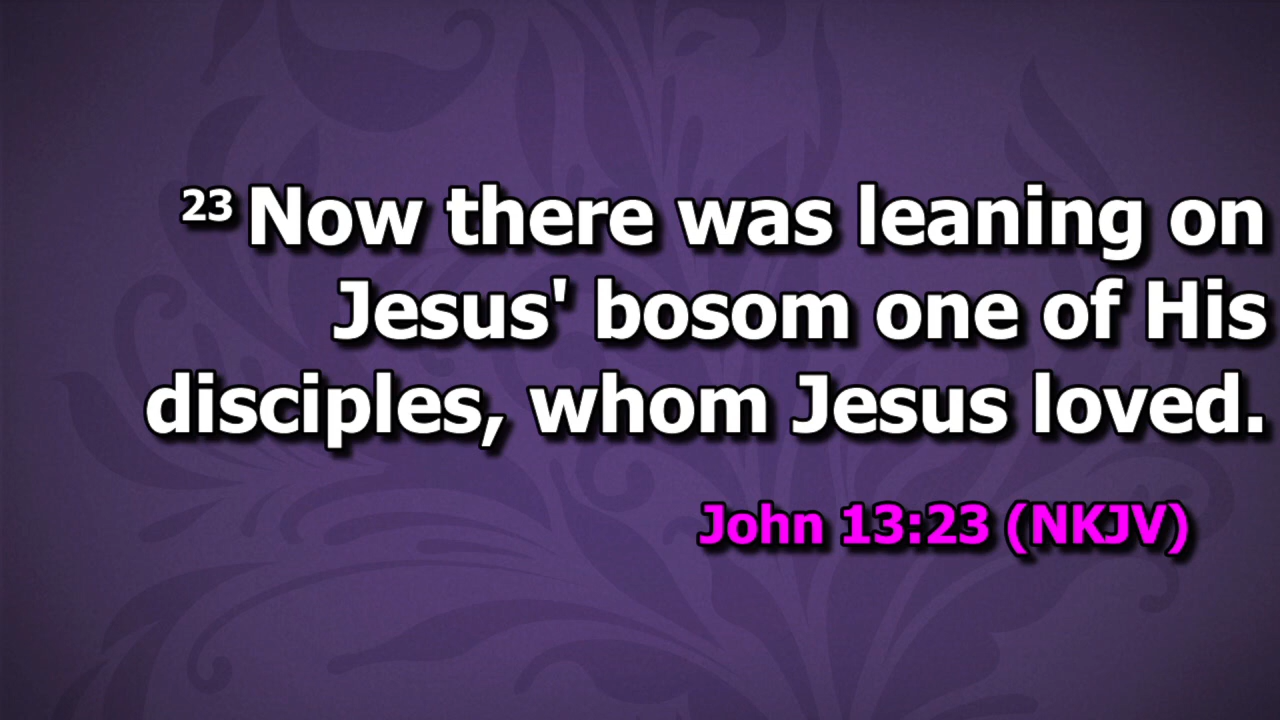 23 Now there was leaning on
Jesus' bosom one of His
disciples, whom Jesus loved.
John 13:23 (NKJV)